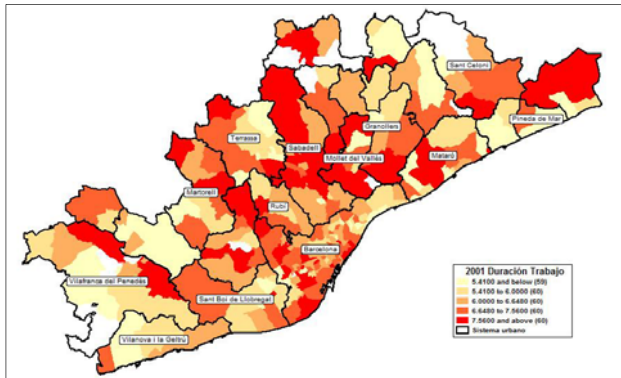 Sant Celoni
Pineda de Mar
Granollers
Terrassa
Sabadell
Mollet del Vallès
Mataró
Martorell
Rubí
Barcelona
Vilafranca del Penedès
Sant Boi de Llobregat
Vilanova i la Geltrú
2001 Duración Trabajo
5.4100 and below (59)
5.4100 to 6.0000 (60)
6.0000 to 6.6480 (60)
6.6480 to 7.5600 (60)
7.5600 and above (60)
Sistema urbano